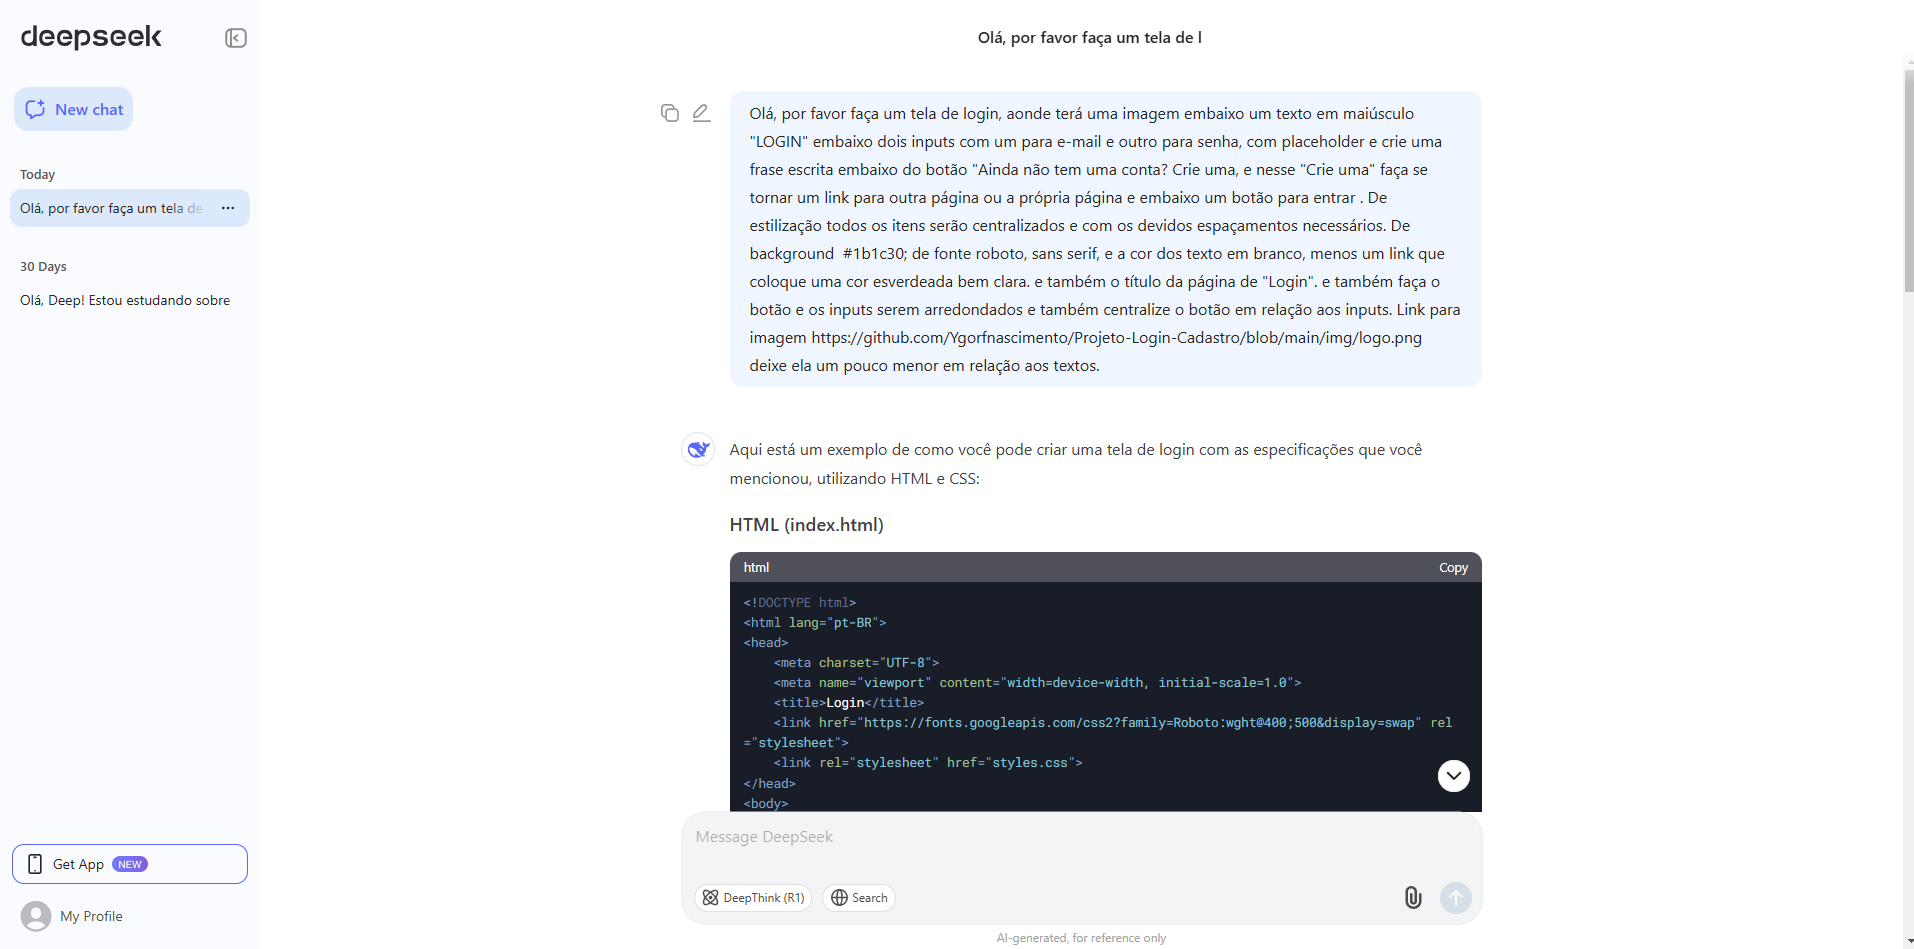 deepseek
New chat
Today
Olá, por favor faça um tela de
30 Days
Olá, Deep! Estou estudando sobre
Get App NEW
My Profile
Olá, por favor faça um tela de l
Olá, por favor faça um tela de login, aonde terá uma imagem embaixo um texto em maiúsculo
"LOGIN" embaixo dois inputs com um para e-mail e outro para senha, com placeholder e crie uma
frase escrita embaixo do botão "Ainda não tem uma conta? Crie uma, e nesse "Crie uma" faça se
tornar um link para outra página ou a própria página e embaixo um botão para entrar . De
estilização todos os itens serão centralizados e com os devidos espaçamentos necessários. De
background  #1b1c30; de fonte roboto, sans serif, e a cor dos texto em branco, menos um link que
coloque uma cor esverdeada bem clara. e também o título da página de "Login". e também faça o
botão e os inputs serem arredondados e também centralize o botão em relação aos inputs. Link para
imagem https://github.com/Ygorfnascimento/Projeto-Login-Cadastro/blob/main/img/logo.png
deixe ela um pouco menor em relação aos textos.
Aqui está um exemplo de como você pode criar uma tela de login com as especificações que você
mencionou, utilizando HTML e CSS:
HTML (index.html)
html Copy
<!DOCTYPE html>
<html lang="pt-BR">
<head>
    <meta charset="UTF-8">
    <meta name="viewport" content="width=device-width, initial-scale=1.0">
    <title>Login</title>
    <link href="https://fonts.googleapis.com/css2?family=Roboto:wght@400;500&display=swap" rel
="stylesheet">
    <link rel="stylesheet" href="styles.css">
</head>
<body>
Message DeepSeek
DeepThink (R1) Search
AI-generated, for reference only